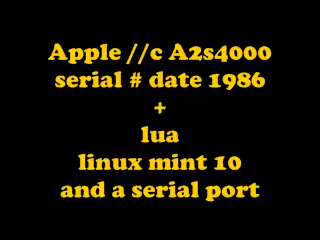 Apple //c A2s4000
serial # date 1986
+
lua
linux mint 10
and a serial port